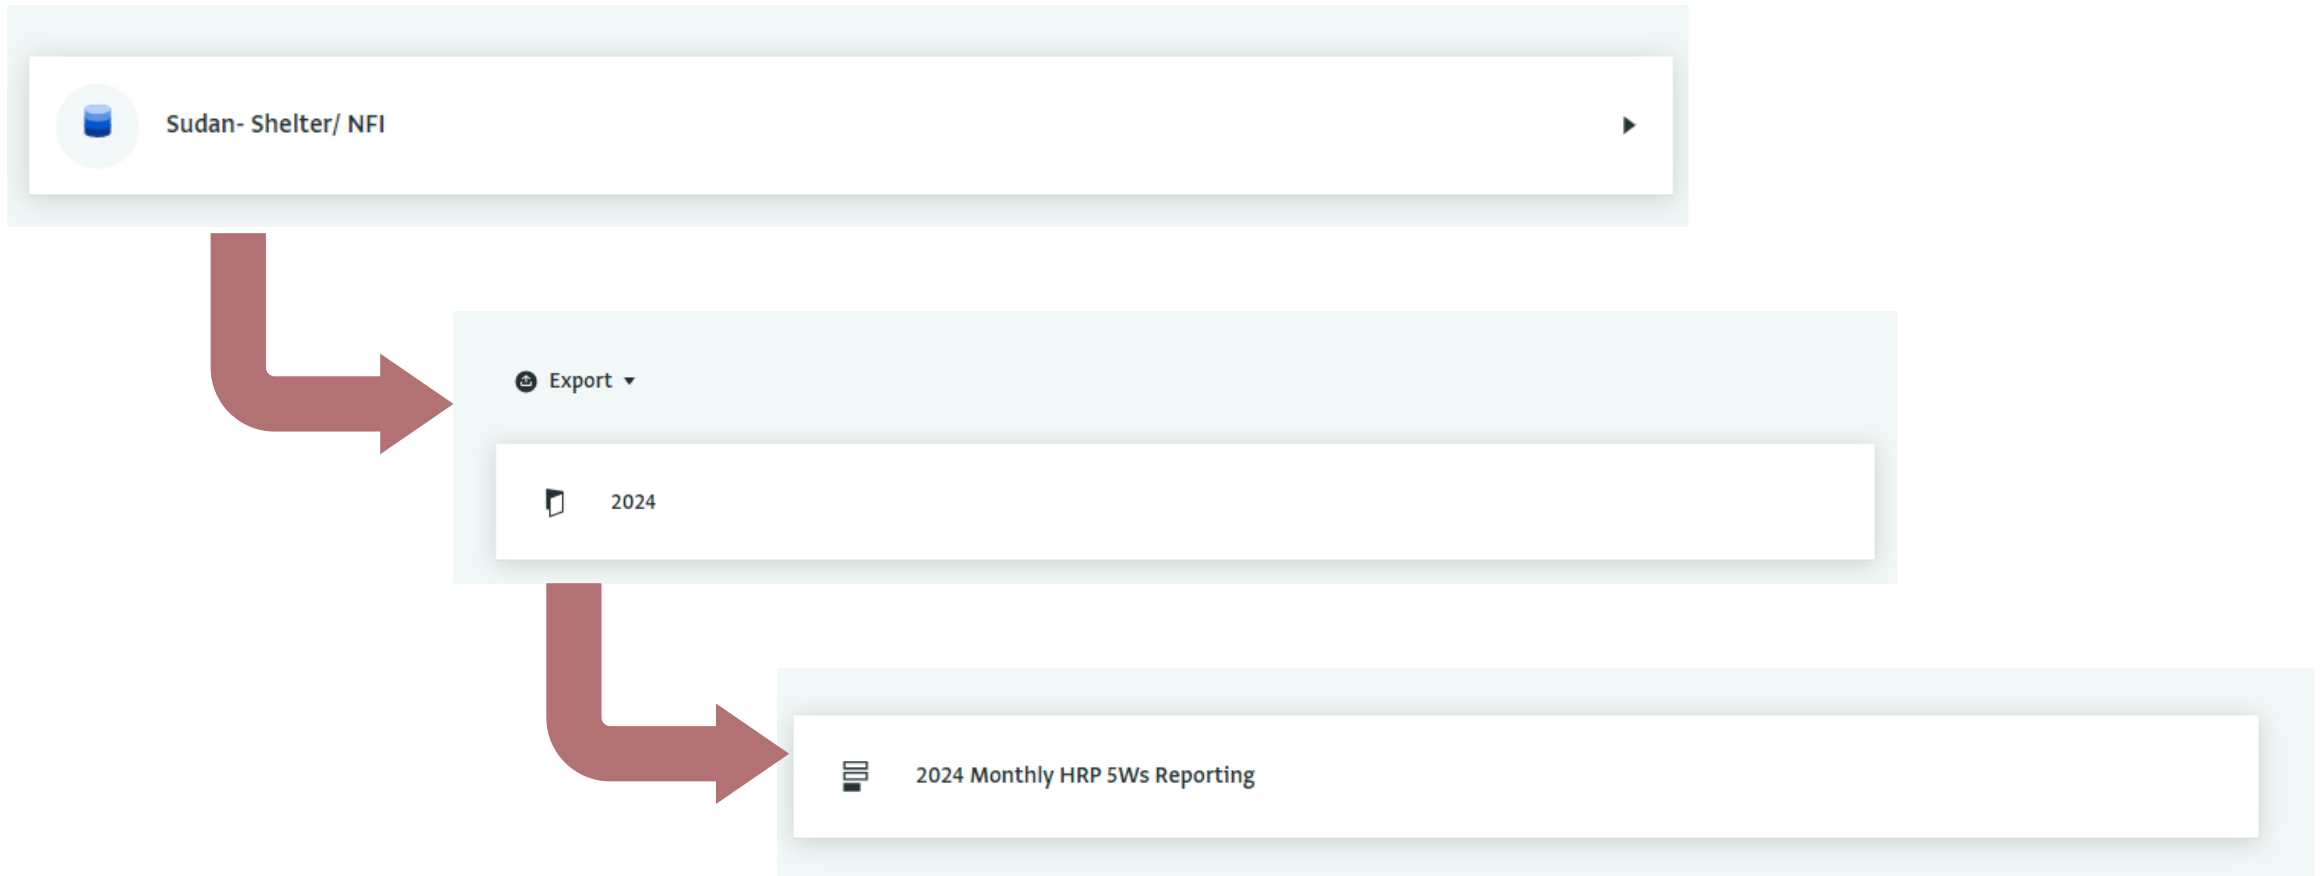 Sudan- Shelter/ NFI
Export
2024
2024 Monthly HRP 5Ws Reporting